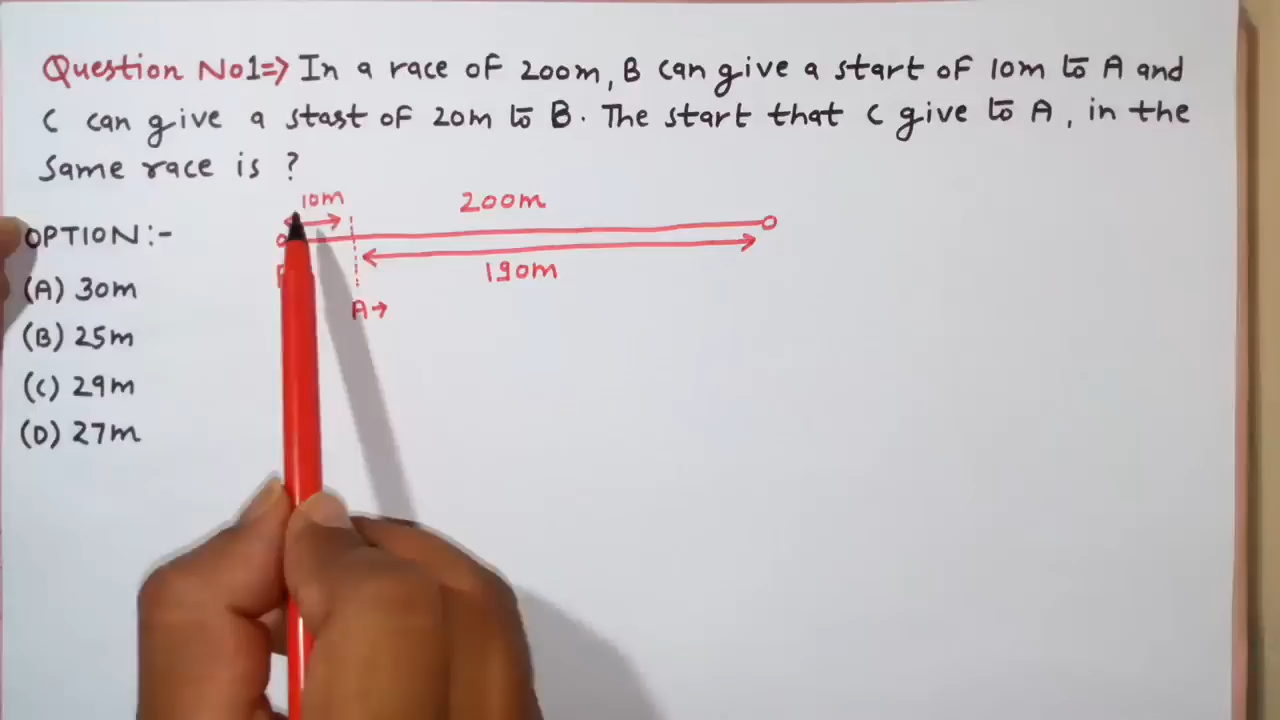 Question No1=> In a race of 200m, B can give a start of 10m to A and
C can give a stast of 20m to B. The start that C give to A, in the
Same race is ?
10m
200m
OPTION:-
190m
(A) 30m
A→
(B) 25m
(C) 29m
(D) 27m